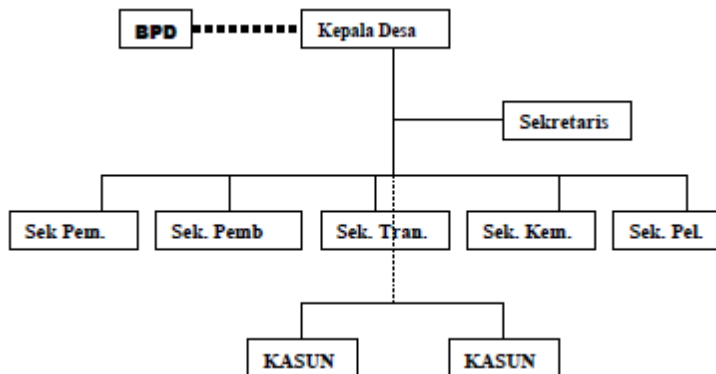 BPD
Kepala Desa
Sekretaris
Sek Pem.
Sek. Pemb
Sek. Tran.
Sek. Kem.
Sek. Pel.
KASUN
KASUN